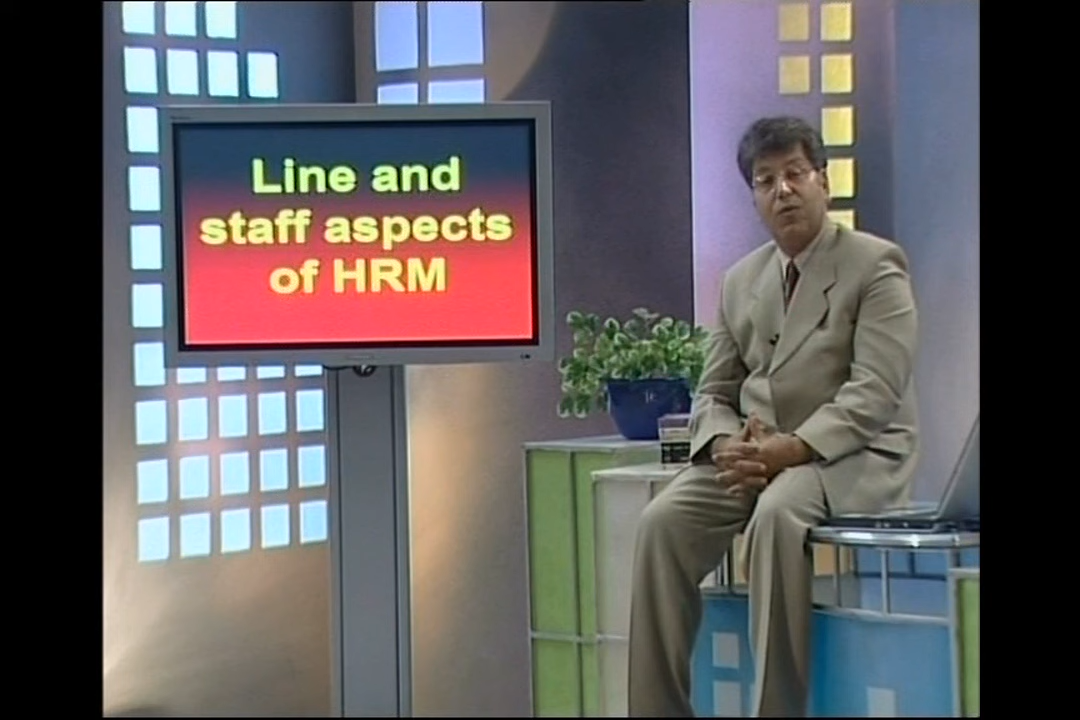 Line and
staff aspects
of HRM